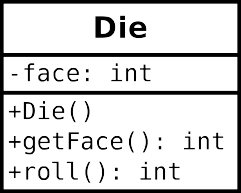 Die
-face: int
+Die()
+getFace(): int
+roll(): int